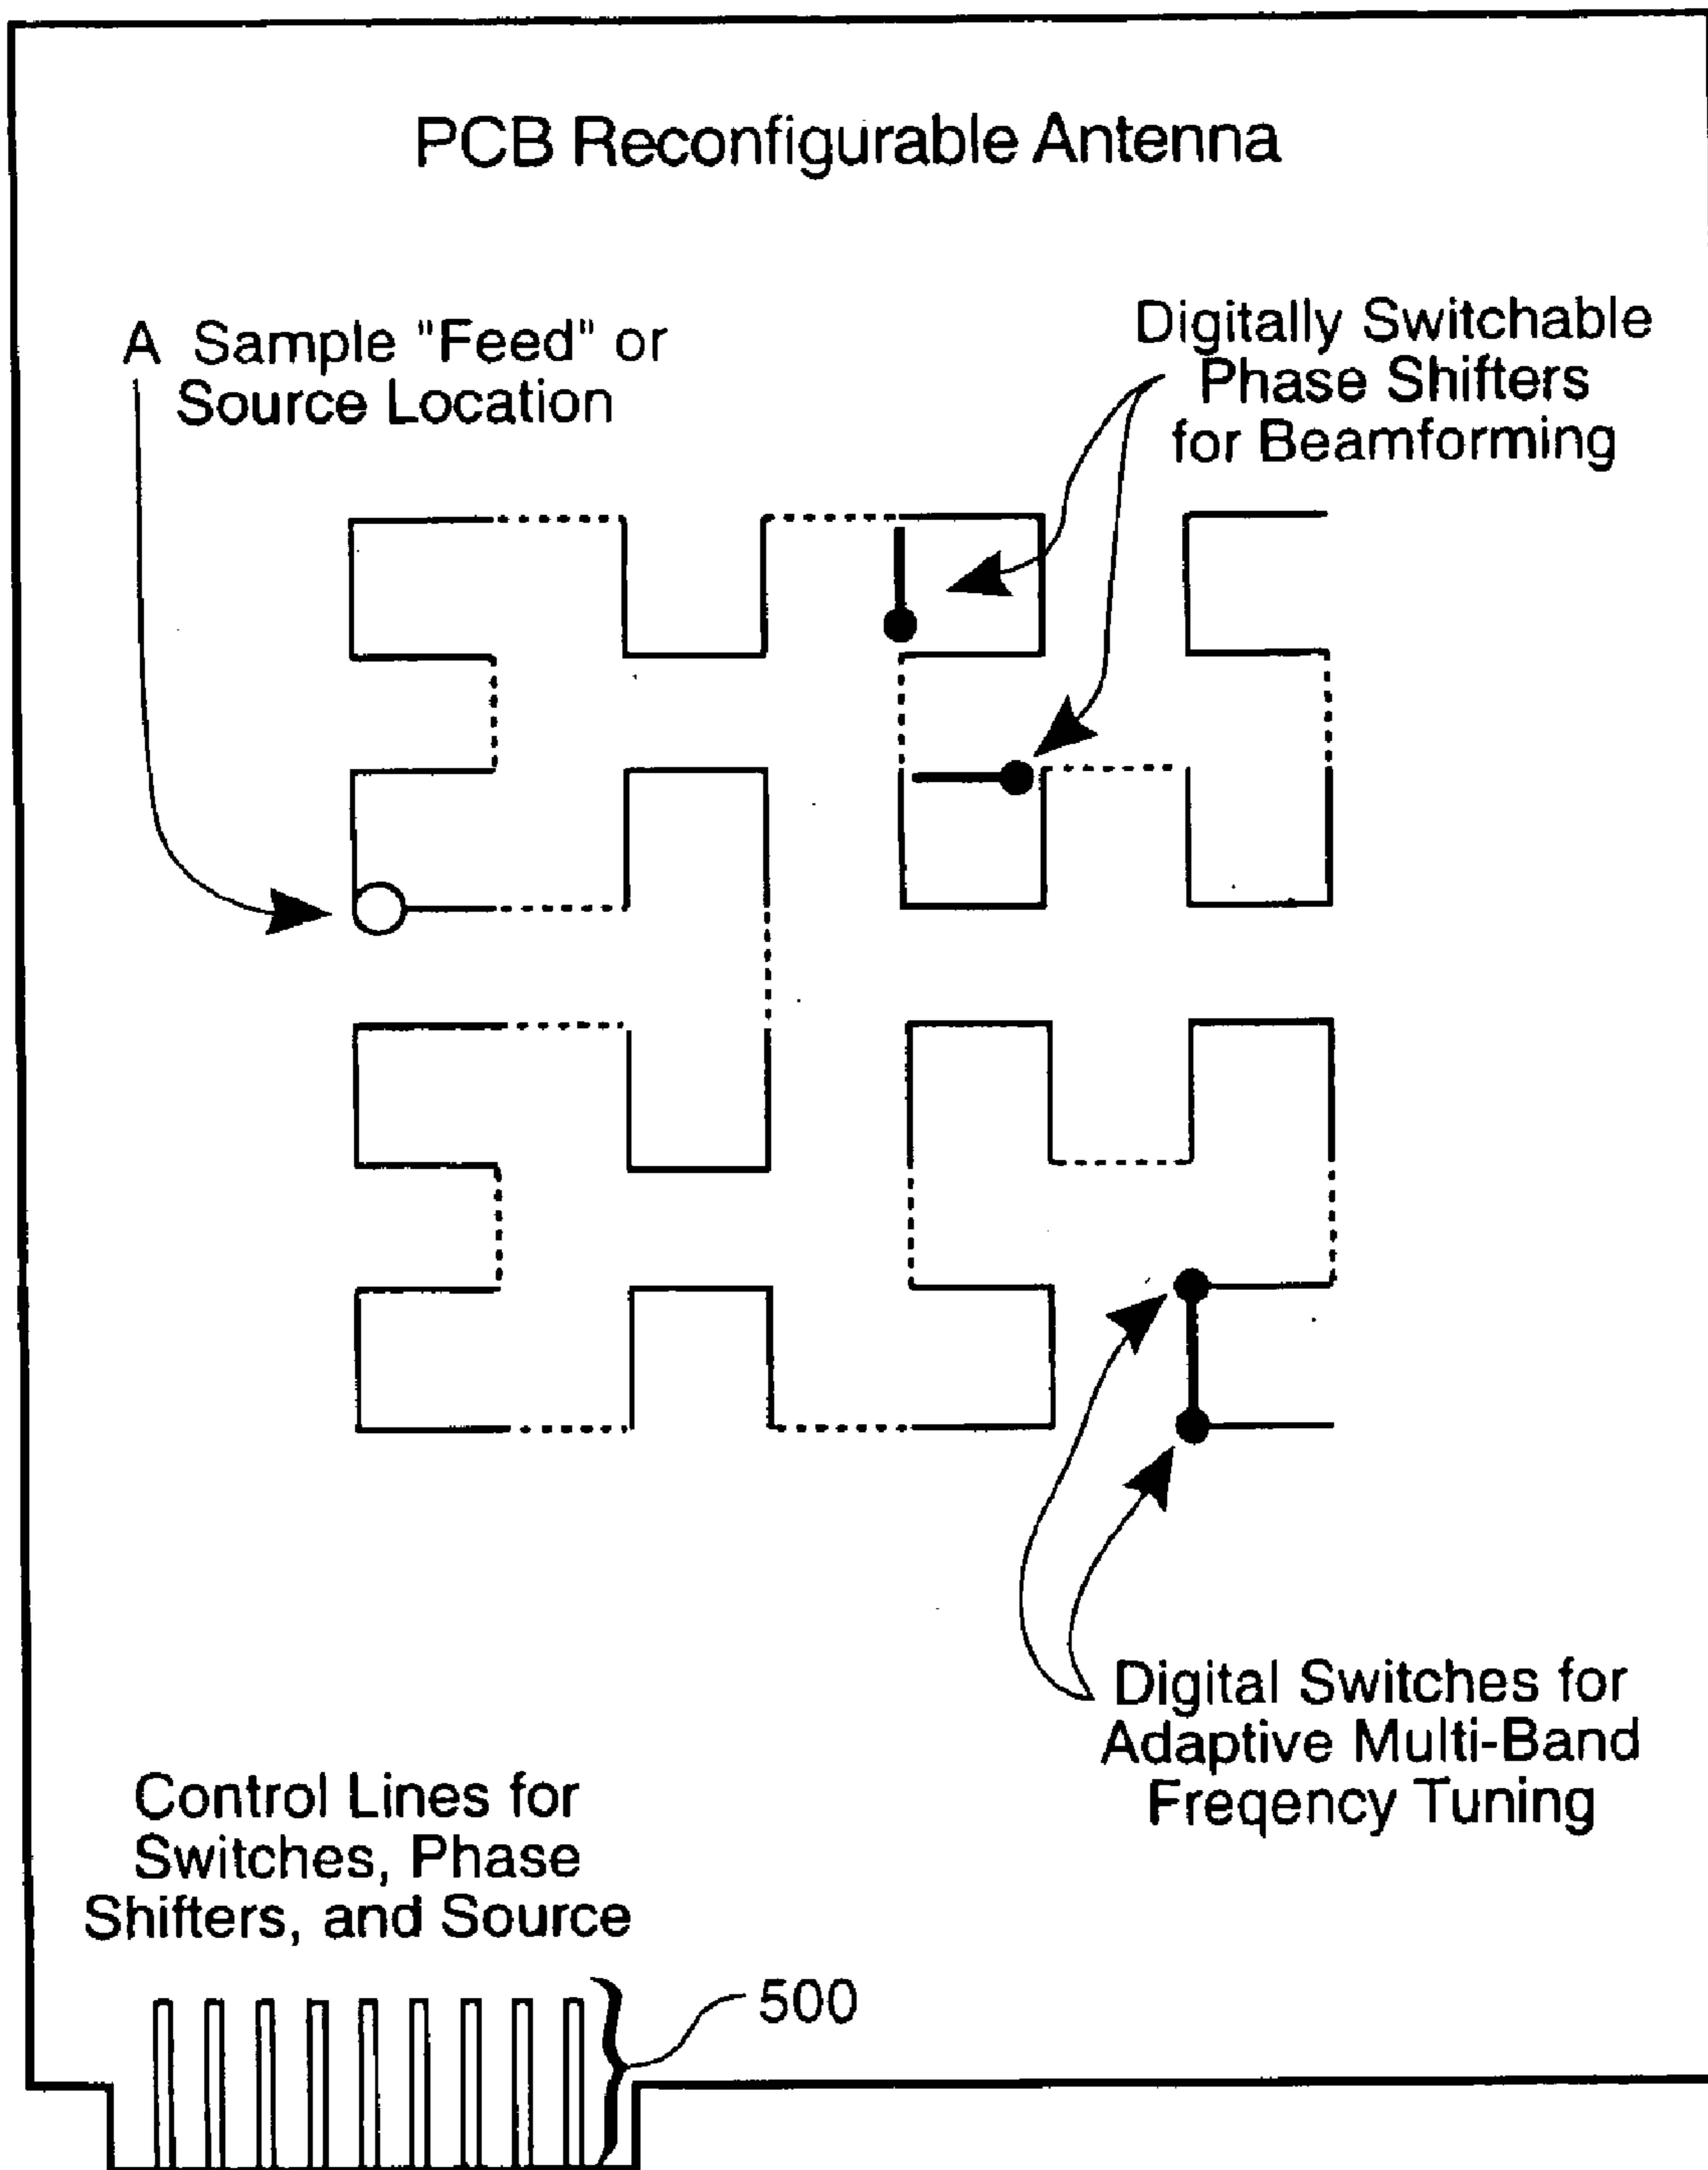 PCB Reconfigurable Antenna
A Sample "Feed" or
Source Location
Digitally Switchable
Phase Shifters
for Beamforming
Digital Switches for
Adaptive Multi-Band
Freqency Tuning
Control Lines for
Switches, Phase
Shifters, and Source
500